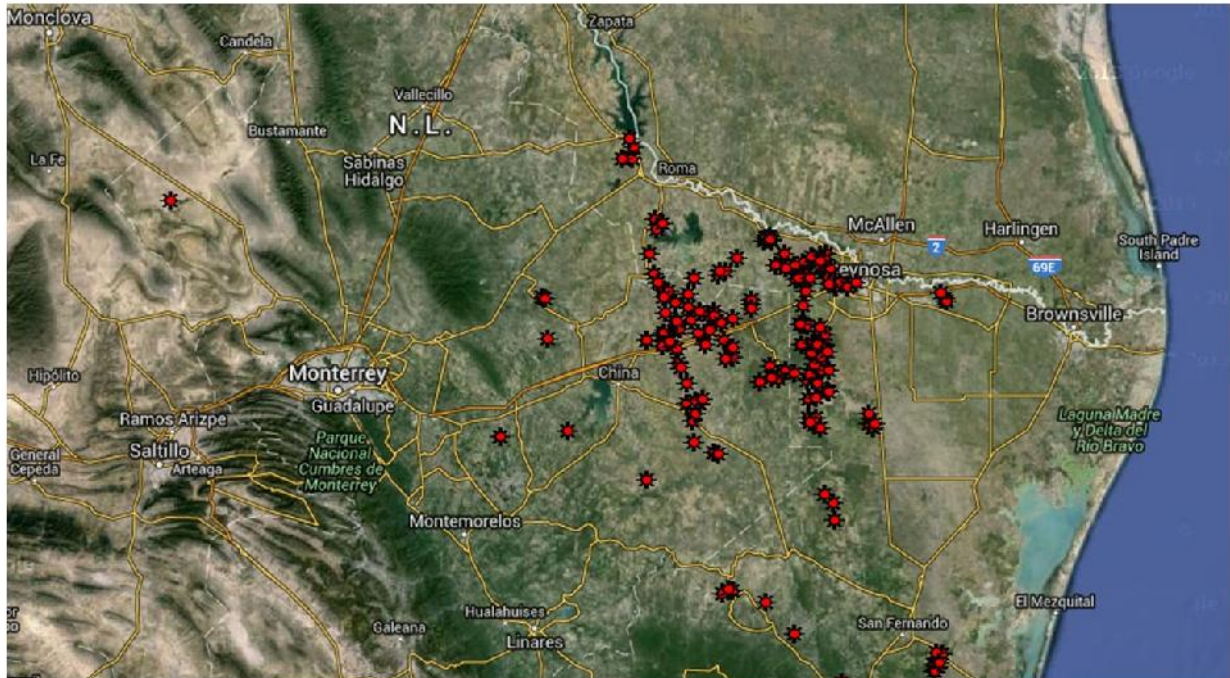 Monclova
Zapata
Candela
Vallecillo
N.L.
Bustamante
La Fe
Sabinas
Hidalgo
Roma
McAllen
Harlingen
2
South Padre
Island
69E
Brownsville
Monterrey
China
Hipólito
Guadalupe
Ramos Arizpe
Laguna Madre
y Delta del
Río Bravo
Parque
Nacional
Cumbres de
Monterrey
Saltillo
General
Cepeda
Arteaga
Montemorelos
El Mezquital
Hualahuises
San Fernando
Galeana
Linares